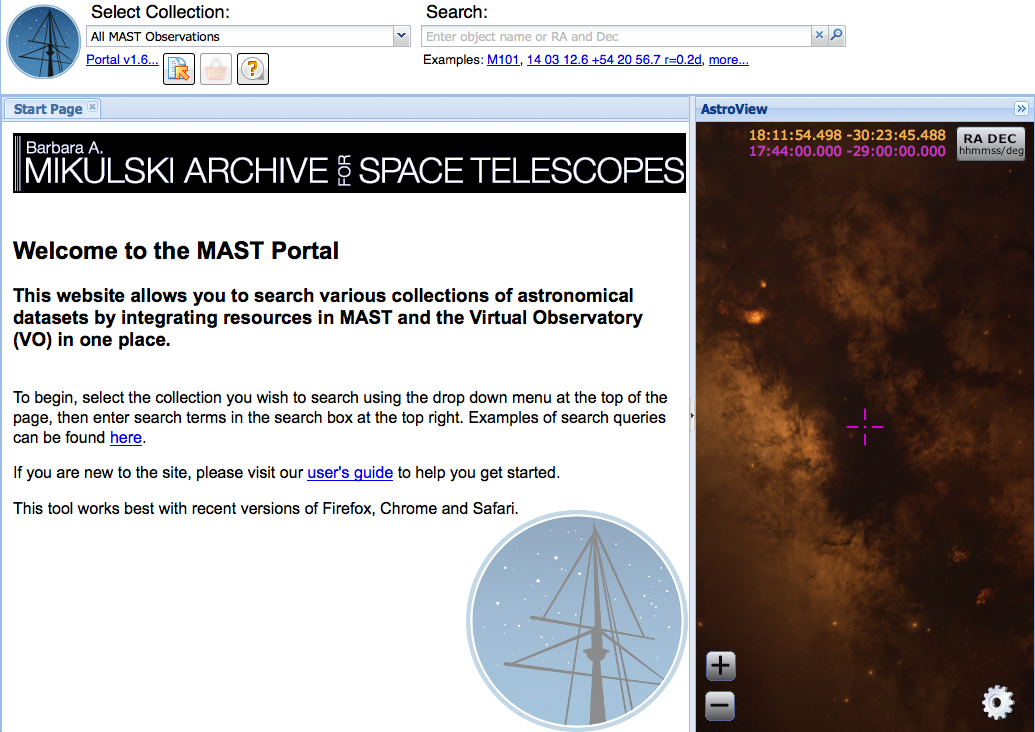 Select Collection:
Search:
All MAST Observations
Enter object name or RA and Dec
Portal v1.6...
Examples: M101, 14 03 12.6 +54 20 56.7 r=0.2d, more...
Start Page
Barbara A.
MIKULSKI ARCHIVE FOR SPACE TELESCOPES
Welcome to the MAST Portal
This website allows you to search various collections of astronomical
datasets by integrating resources in MAST and the Virtual Observatory
(VO) in one place.
To begin, select the collection you wish to search using the drop down menu at the top of the
page, then enter search terms in the search box at the top right. Examples of search queries
can be found here.
If you are new to the site, please visit our user's guide to help you get started.
This tool works best with recent versions of Firefox, Chrome and Safari.
AstroView
18:11:54.498 -30:23:45.488
17:44:00.000 -29:00:00.000
RA DEC
hhmmss/deg